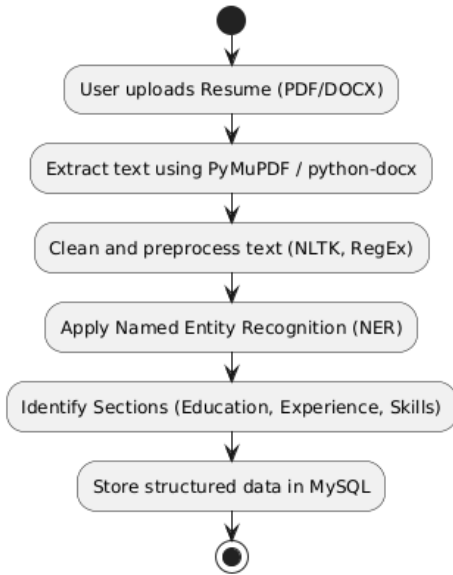 User uploads Resume (PDF/DOCX)
Extract text using PyMuPDF / python-docx
Clean and preprocess text (NLTK, RegEx)
Apply Named Entity Recognition (NER)
Identify Sections (Education, Experience, Skills)
Store structured data in MySQL